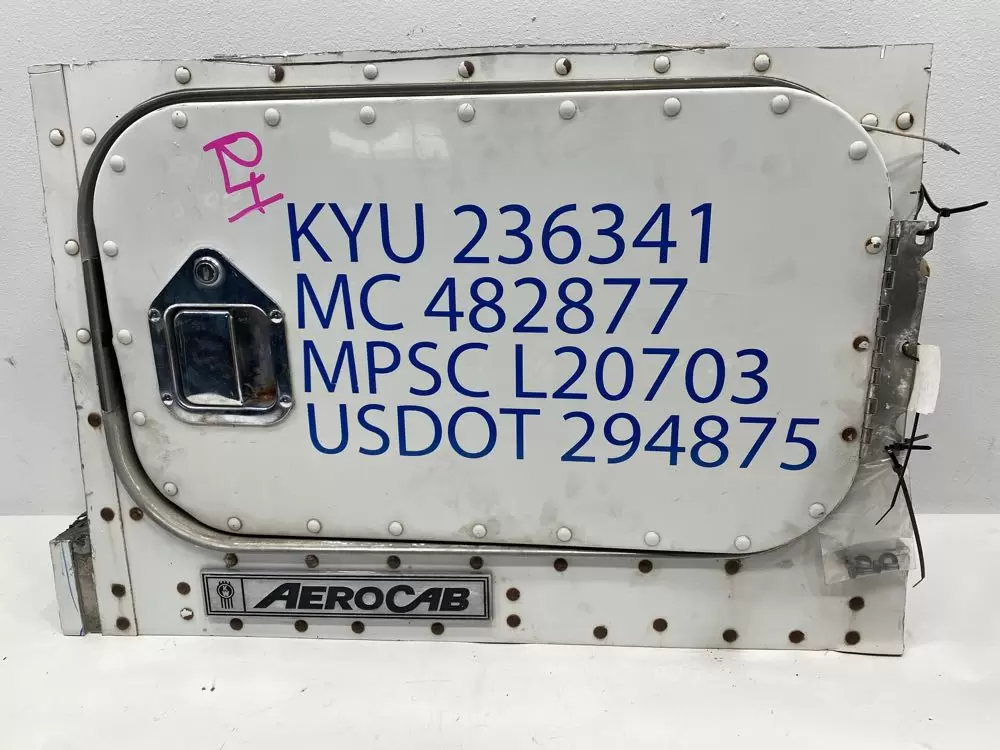 RH
KYU 236341
MC 482877
MPSC L20703
USDOT 294875
AEROCAB